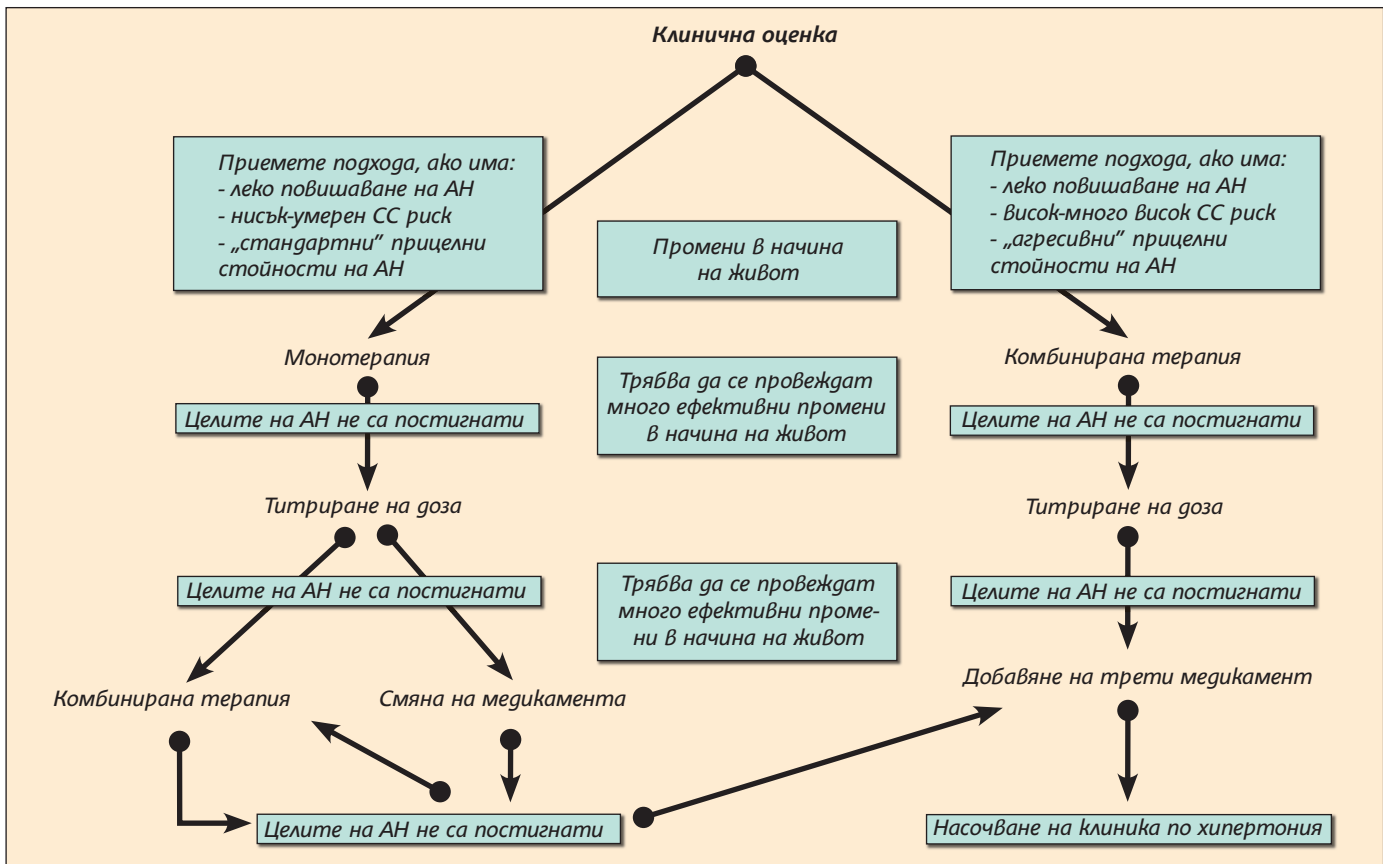 Клинична оценка
Приемете подхода, ако има:
- леко повишаване на АН
- нисък-умерен СС риск
- „стандартни” прицелни
стойности на АН
Промени в начина
на живот
Приемете подхода, ако има:
- леко повишаване на АН
- висок-много висок СС риск
- „агресивни” прицелни
стойности на АН
Монотерапия
Трябва да се провеждат
много ефективни промени
в начина на живот
Комбинирана терапия
Целите на АН не са постигнати
Целите на АН не са постигнати
Титриране на доза
Титриране на доза
Целите на АН не са постигнати
Трябва да се провеждат
много ефективни проме-
ни в начина на живот
Целите на АН не са постигнати
Комбинирана терапия
Смяна на медикамента
Добавяне на трети медикамент
Целите на АН не са постигнати
Насочване на клиника по хипертония